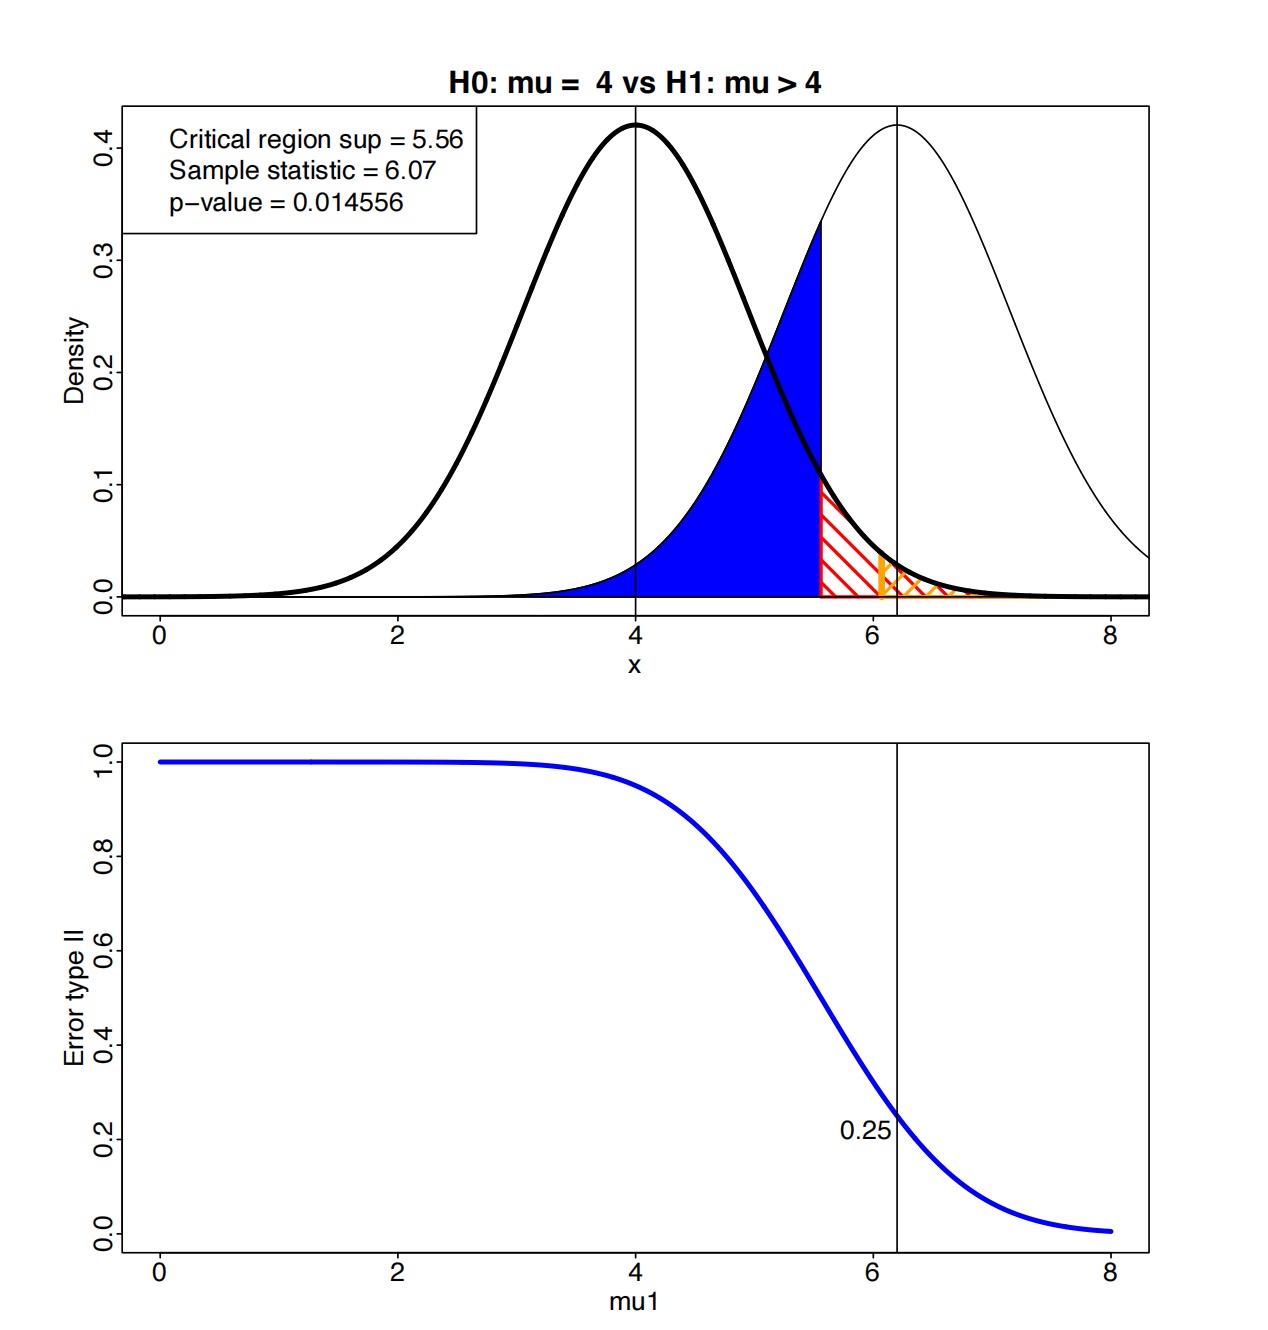 H0: mu =  4 vs H1: mu > 4
Critical region sup = 5.56
Sample statistic = 6.07
p−value = 0.014556
Density
0.4
0.3
0.2
0.1
0.0
0 2 4 6 8
x
Error type II
1.0
0.8
0.6
0.4
0.2
0.0
0.25
0 2 4 6 8
mu1